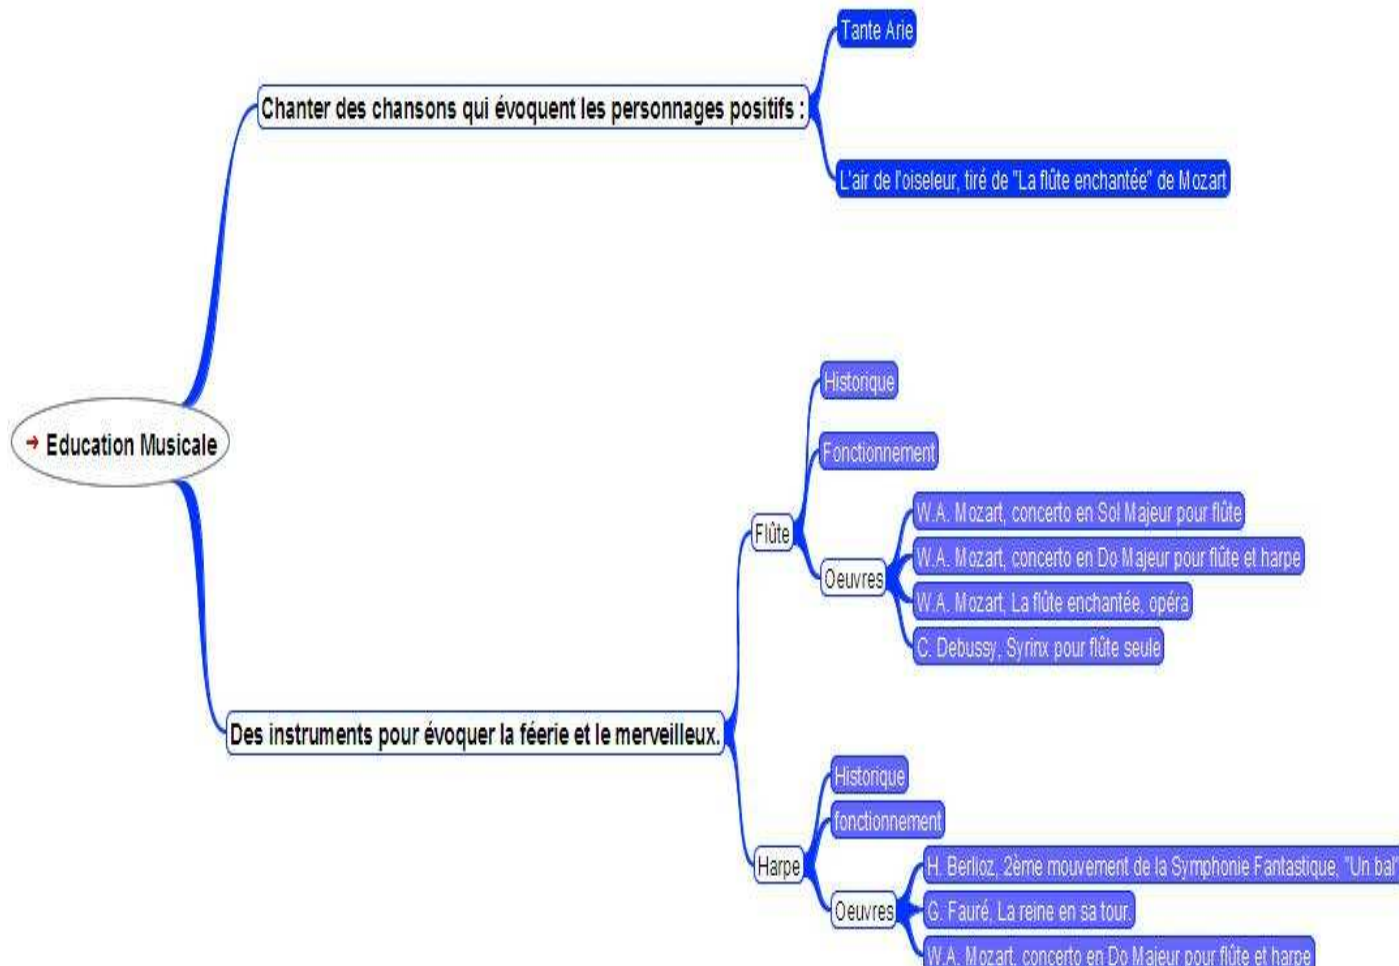 Tante Arie
Chanter des chansons qui évoquent les personnages positifs :
L'air de l'oiseleur, tiré de "La flûte enchantée" de Mozart
Education Musicale
Historique
Fonctionnement
Flûte
Oeuvres
W.A. Mozart, concerto en Sol Majeur pour flûte
W.A. Mozart, concerto en Do Majeur pour flûte et harpe
W.A. Mozart, La flûte enchantée, opéra
C. Debussy, Syrinx pour flûte seule
Des instruments pour évoquer la féerie et le merveilleux.
Historique
fonctionnement
Harpe
Oeuvres
H. Berlioz, 2ème mouvement de la Symphonie Fantastique, "Un bal"
G. Fauré, La reine en sa tour.
W.A. Mozart, concerto en Do Majeur pour flûte et harpe